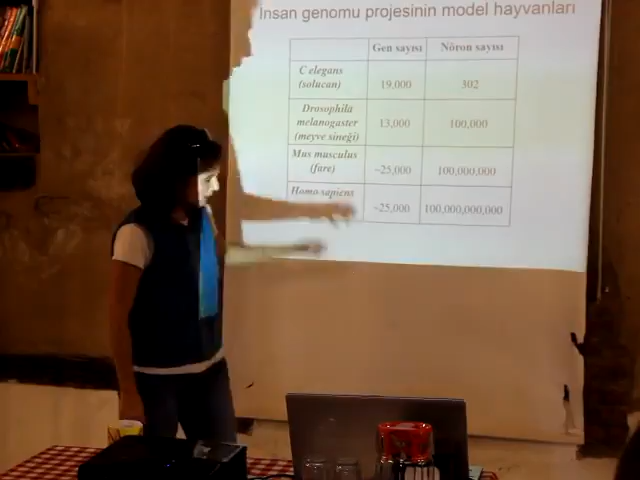 İnsan genomu projesinin model hayvanları
Gen sayısı Nöron sayısı
C elegans
(solucan) 19,000 302
Drosophila
melanogaster 13,000 100,000
(meyve sineği)
Mus musculus
(fare) ~25,000 100,000,000
Homo sapiens
~25,000 100,000,000,000